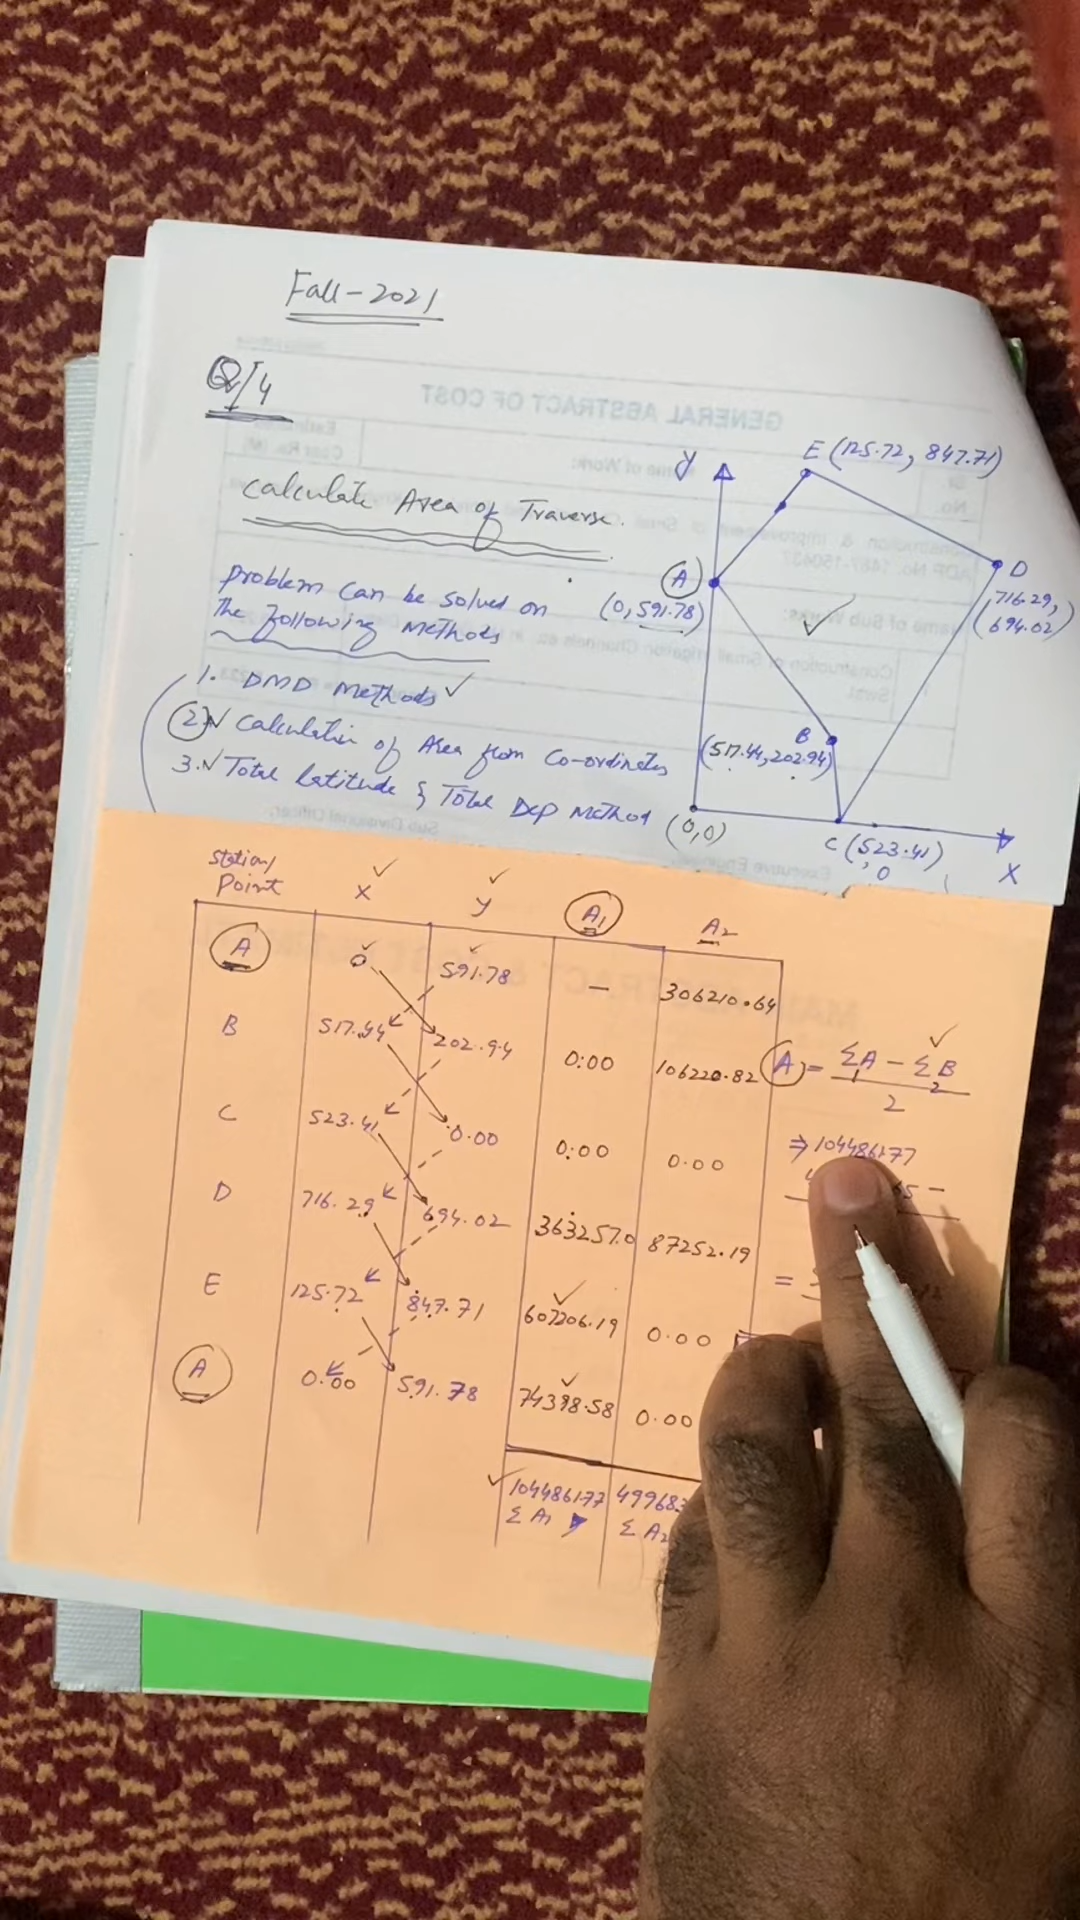 Fall-2021
Q/4
GENERAL ABSTRACT OF COST
Calculate Area of Traverse.
Problem can be solved on
The Following Methods
1. DMD Methods ✓
2 ✓ Calculation of Area from Co-ordinates
3. ✓ Total Latitude & Total Dep Method
y
E (125.72, 847.71)
A
(0, 591.78)
D
(716.29,
694.02)
B
(517.44, 202.94)
(0,0)
C (523.41)
, 0
X
Station/
Point
x
y
A1
A2
A 0 591.78 — 306210.64
B 517.44 202.94 0:00 106220.82
C 523.41 0.00 0:00 0.00
D 716.29 694.02 363257.0 87252.19
E 125.72 847.71 607206.19 0.00
A 0.00 591.78 74398.58 0.00
104486177
ΣA1
ΣA2
A = ΣA1 - ΣB2
2
⇒ 104486177
=